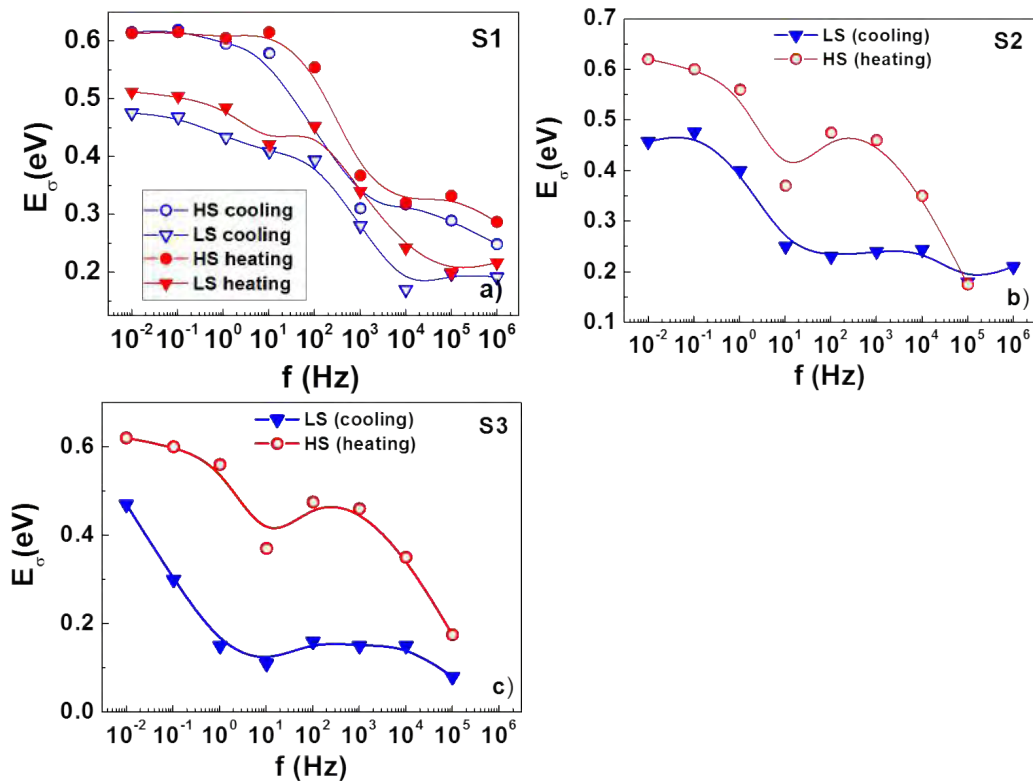 S1
0.6
0.5
0.4
0.3
0.2
E_σ(eV)
HS cooling
LS cooling
HS heating
LS heating
a)
10⁻² 10⁻¹ 10⁰ 10¹ 10² 10³ 10⁴ 10⁵ 10⁶
f (Hz)
0.7
0.6
0.5
0.4
0.3
0.2
0.1
E_σ(eV)
LS (cooling)
HS (heating)
S2
b)
10⁻² 10⁻¹ 10⁰ 10¹ 10² 10³ 10⁴ 10⁵ 10⁶
f (Hz)
0.6
0.4
0.2
0.0
E_σ(eV)
LS (cooling)
HS (heating)
S3
c)
10⁻² 10⁻¹ 10⁰ 10¹ 10² 10³ 10⁴ 10⁵ 10⁶
f (Hz)